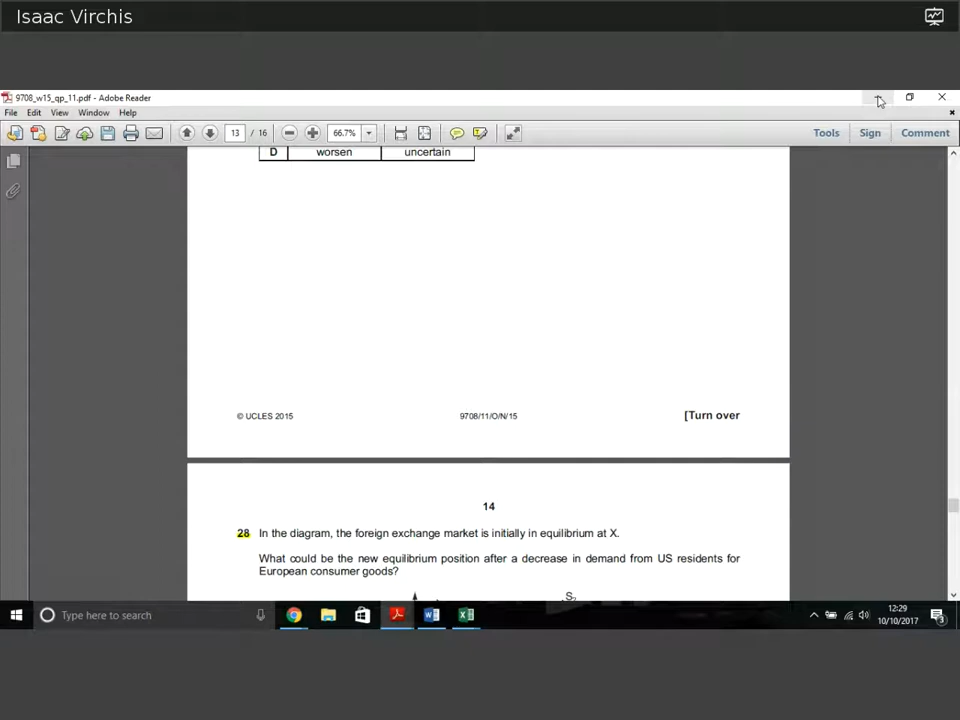 Isaac Virchis
9708_w15_qp_11.pdf - Adobe Reader
File Edit View Window Help
13 / 16 66.7% Tools Sign Comment
D worsen uncertain
© UCLES 2015 9708/11/O/N/15 [Turn over
14
28 In the diagram, the foreign exchange market is initially in equilibrium at X.
What could be the new equilibrium position after a decrease in demand from US residents for
European consumer goods?
S₂
Type here to search
12:29
10/10/2017
3